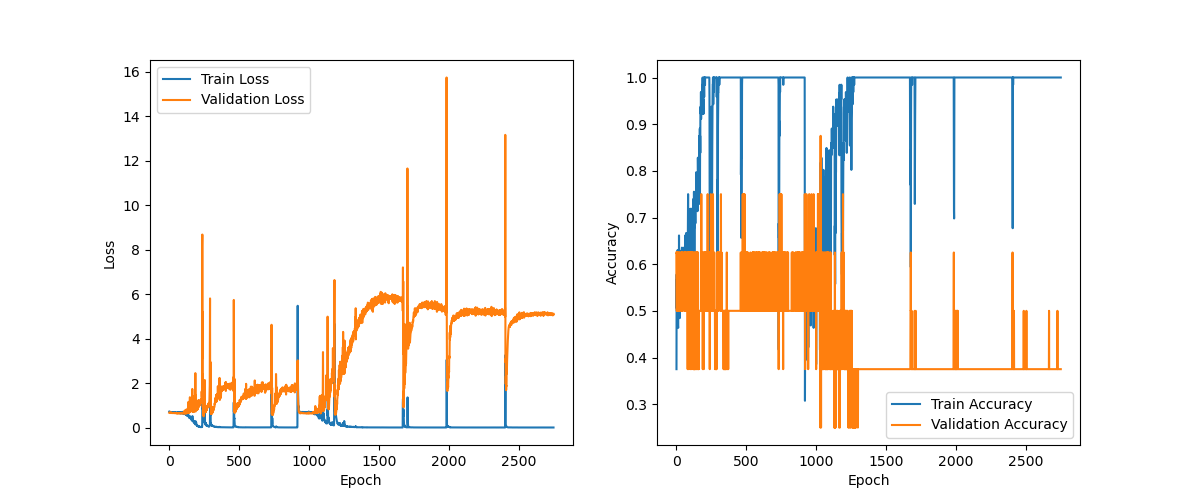 16
14
12
10
8
6
4
2
0
Loss
0 500 1000 1500 2000 2500
Epoch
Train Loss
Validation Loss
1.0
0.9
0.8
0.7
0.6
0.5
0.4
0.3
Accuracy
0 500 1000 1500 2000 2500
Epoch
Train Accuracy
Validation Accuracy